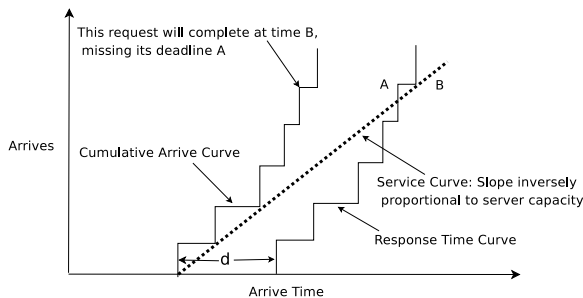 This request will complete at time B,
missing its deadline A
A
B
Arrives
Cumulative Arrive Curve
Service Curve: Slope inversely
proportional to server capacity
Response Time Curve
d
Arrive Time